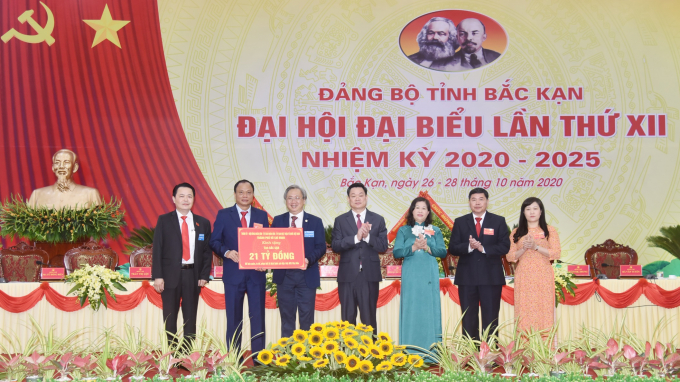 ĐẢNG BỘ TỈNH BẮC KẠN
ĐẠI HỘI ĐẠI BIỂU LẦN THỨ XII
NHIỆM KỲ 2020 - 2025
Bắc Kạn, ngày 26 - 28 tháng 10 năm 2020
21 TỶ ĐỒNG